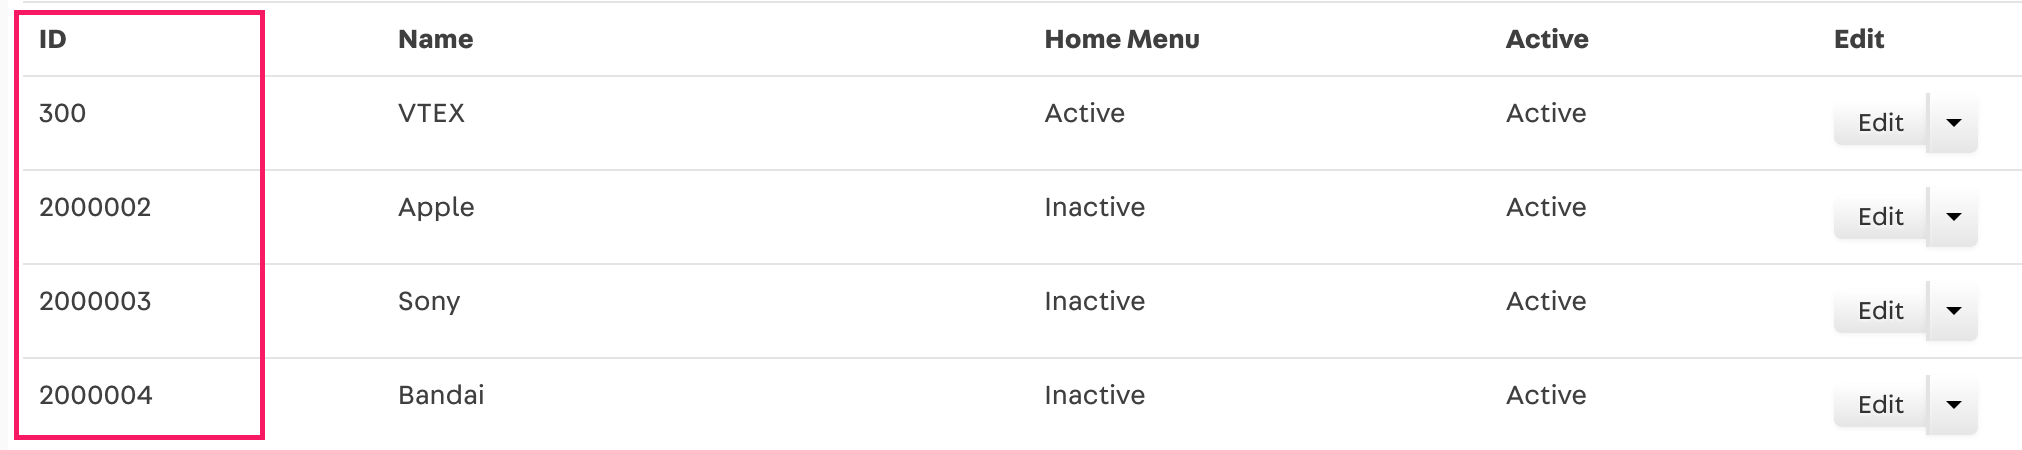 ID Name Home Menu Active Edit
300 VTEX Active Active Edit
2000002 Apple Inactive Active Edit
2000003 Sony Inactive Active Edit
2000004 Bandai Inactive Active Edit